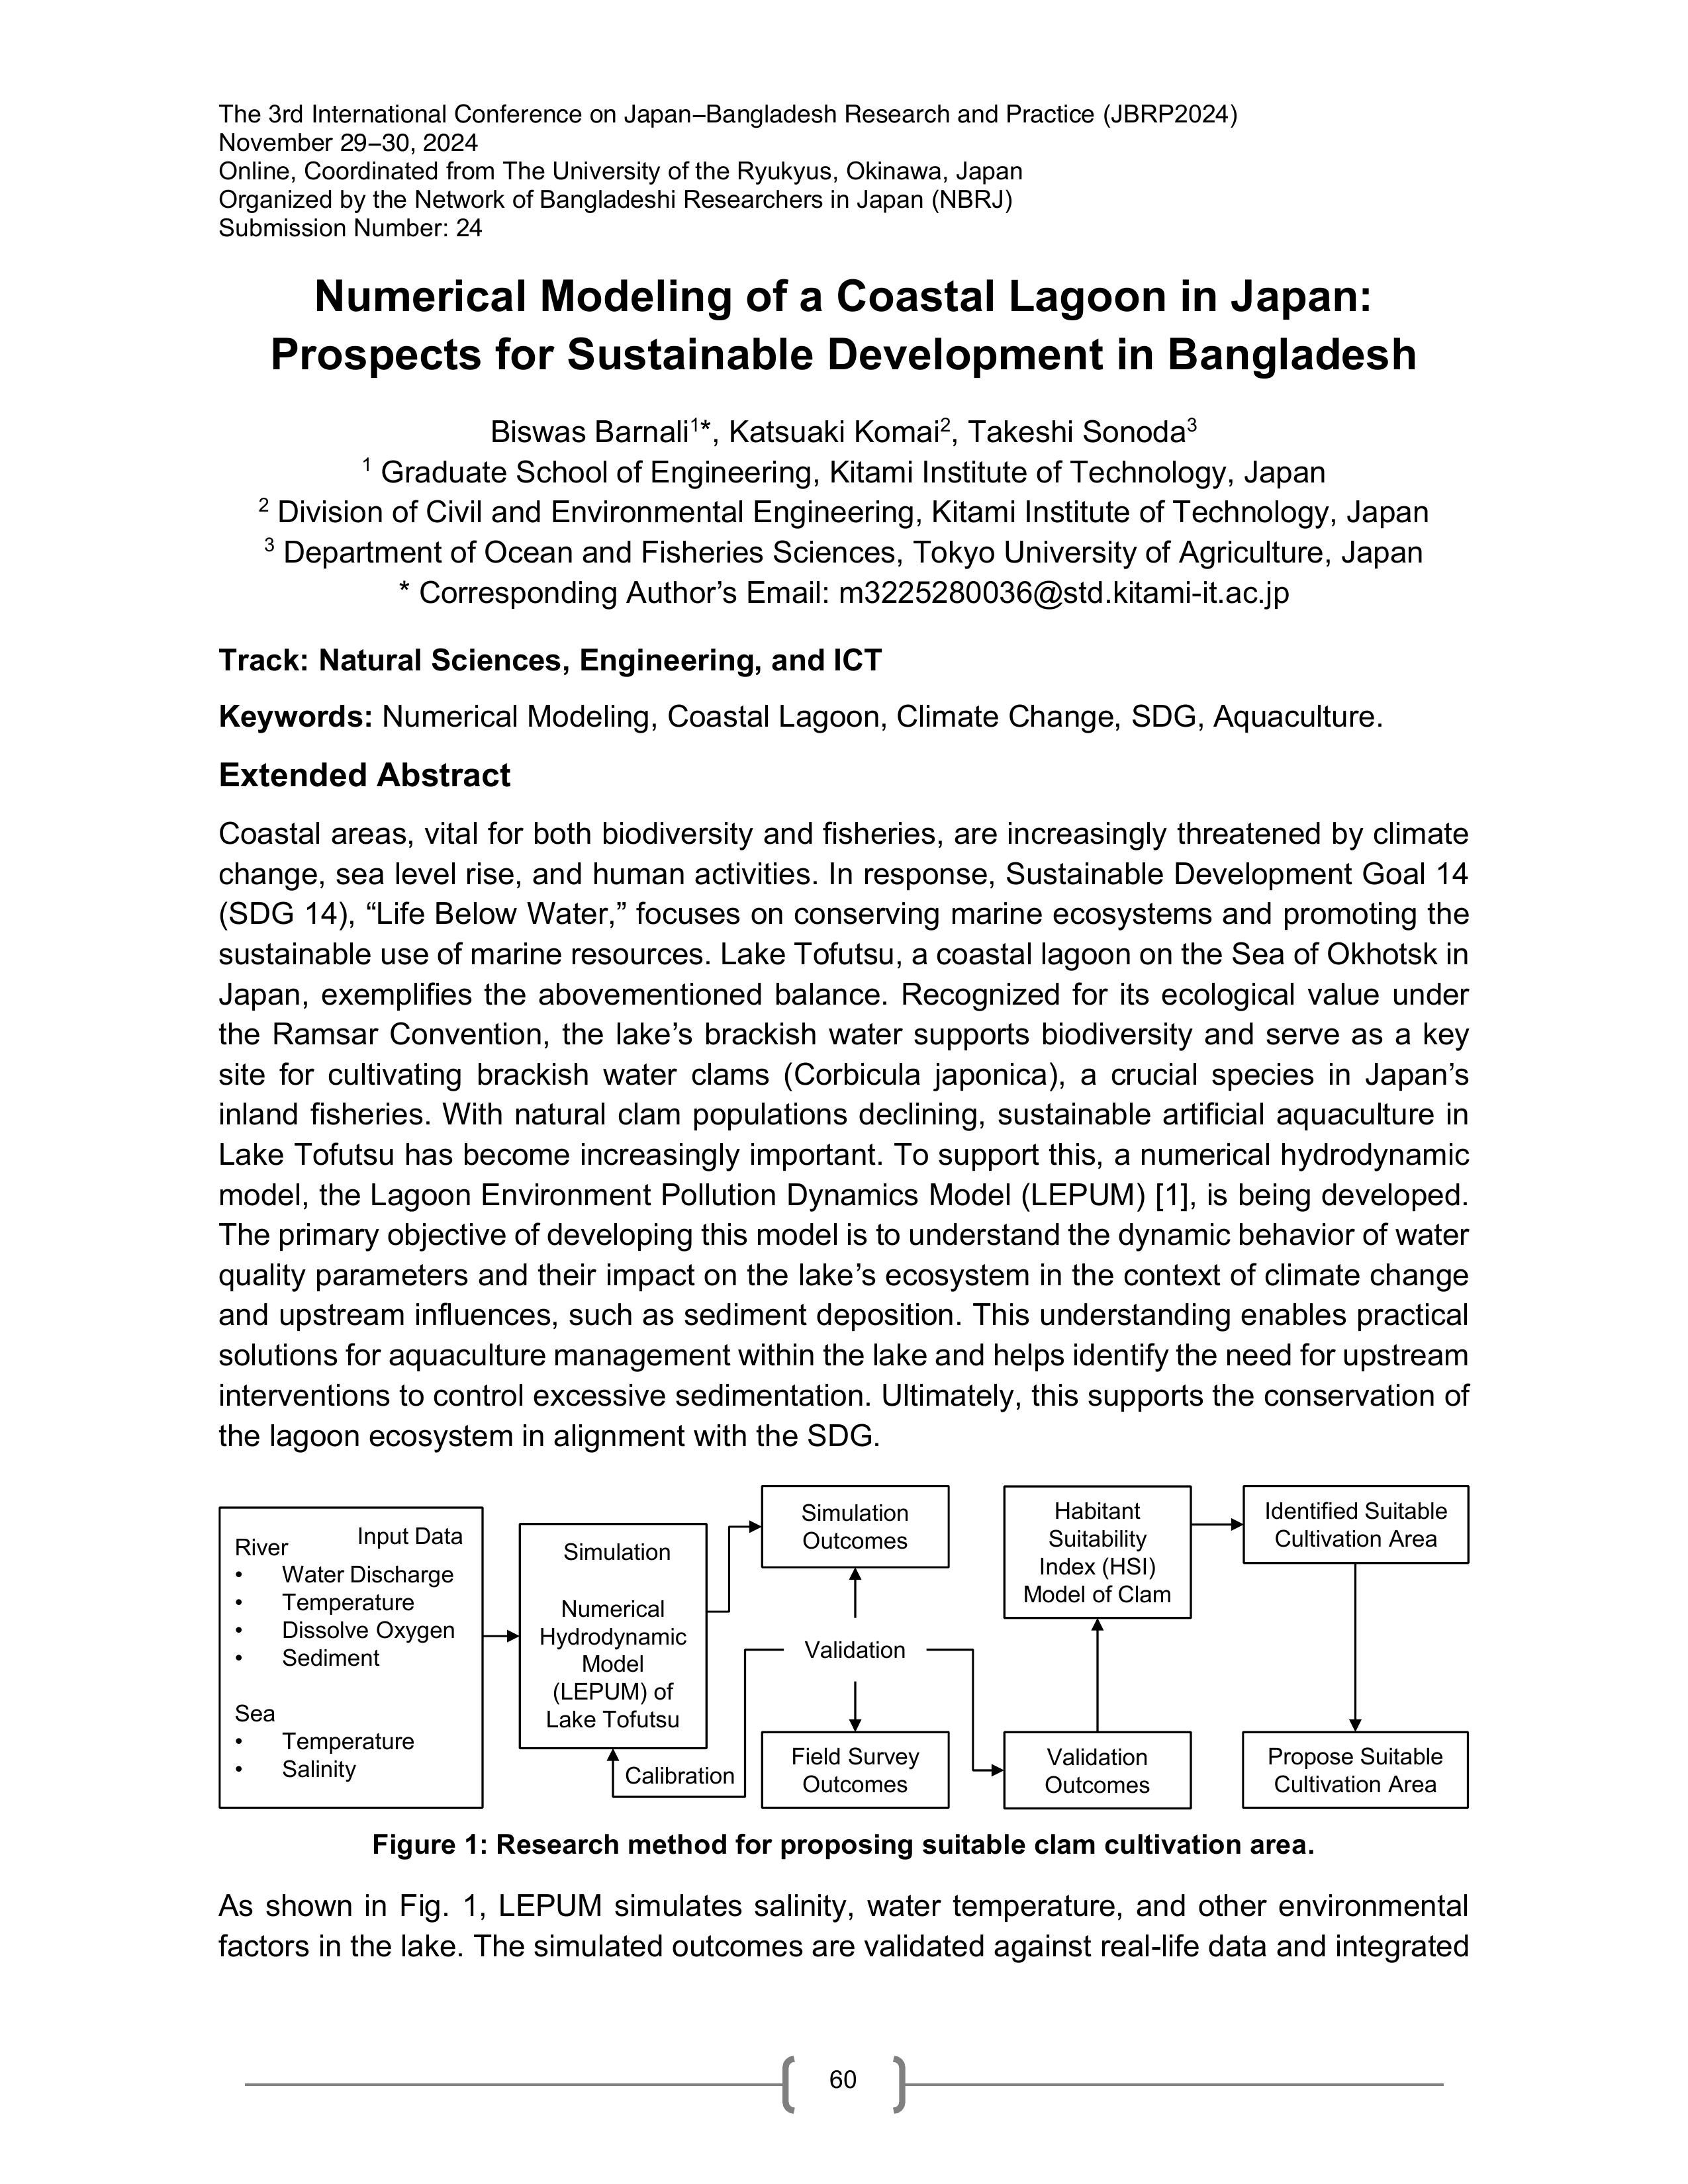 The 3rd International Conference on Japan–Bangladesh Research and Practice (JBRP2024)
November 29–30, 2024
Online, Coordinated from The University of the Ryukyus, Okinawa, Japan
Organized by the Network of Bangladeshi Researchers in Japan (NBRJ)
Submission Number: 24
Numerical Modeling of a Coastal Lagoon in Japan:
Prospects for Sustainable Development in Bangladesh
Biswas Barnali1*, Katsuaki Komai2, Takeshi Sonoda3
1 Graduate School of Engineering, Kitami Institute of Technology, Japan
2 Division of Civil and Environmental Engineering, Kitami Institute of Technology, Japan
3 Department of Ocean and Fisheries Sciences, Tokyo University of Agriculture, Japan
* Corresponding Author’s Email: m3225280036@std.kitami-it.ac.jp
Track: Natural Sciences, Engineering, and ICT
Keywords: Numerical Modeling, Coastal Lagoon, Climate Change, SDG, Aquaculture.
Extended Abstract
Coastal areas, vital for both biodiversity and fisheries, are increasingly threatened by climate
change, sea level rise, and human activities. In response, Sustainable Development Goal 14
(SDG 14), “Life Below Water,” focuses on conserving marine ecosystems and promoting the
sustainable use of marine resources. Lake Tofutsu, a coastal lagoon on the Sea of Okhotsk in
Japan, exemplifies the abovementioned balance. Recognized for its ecological value under
the Ramsar Convention, the lake’s brackish water supports biodiversity and serve as a key
site for cultivating brackish water clams (Corbicula japonica), a crucial species in Japan’s
inland fisheries. With natural clam populations declining, sustainable artificial aquaculture in
Lake Tofutsu has become increasingly important. To support this, a numerical hydrodynamic
model, the Lagoon Environment Pollution Dynamics Model (LEPUM) [1], is being developed.
The primary objective of developing this model is to understand the dynamic behavior of water
quality parameters and their impact on the lake’s ecosystem in the context of climate change
and upstream influences, such as sediment deposition. This understanding enables practical
solutions for aquaculture management within the lake and helps identify the need for upstream
interventions to control excessive sedimentation. Ultimately, this supports the conservation of
the lagoon ecosystem in alignment with the SDG.
Input Data
River
• Water Discharge
• Temperature
• Dissolve Oxygen
• Sediment
Sea
• Temperature
• Salinity
Simulation
Numerical
Hydrodynamic
Model
(LEPUM) of
Lake Tofutsu
Calibration
Simulation
Outcomes
Validation
Field Survey
Outcomes
Habitant
Suitability
Index (HSI)
Model of Clam
Validation
Outcomes
Identified Suitable
Cultivation Area
Propose Suitable
Cultivation Area
Figure 1: Research method for proposing suitable clam cultivation area.
As shown in Fig. 1, LEPUM simulates salinity, water temperature, and other environmental
factors in the lake. The simulated outcomes are validated against real-life data and integrated
60